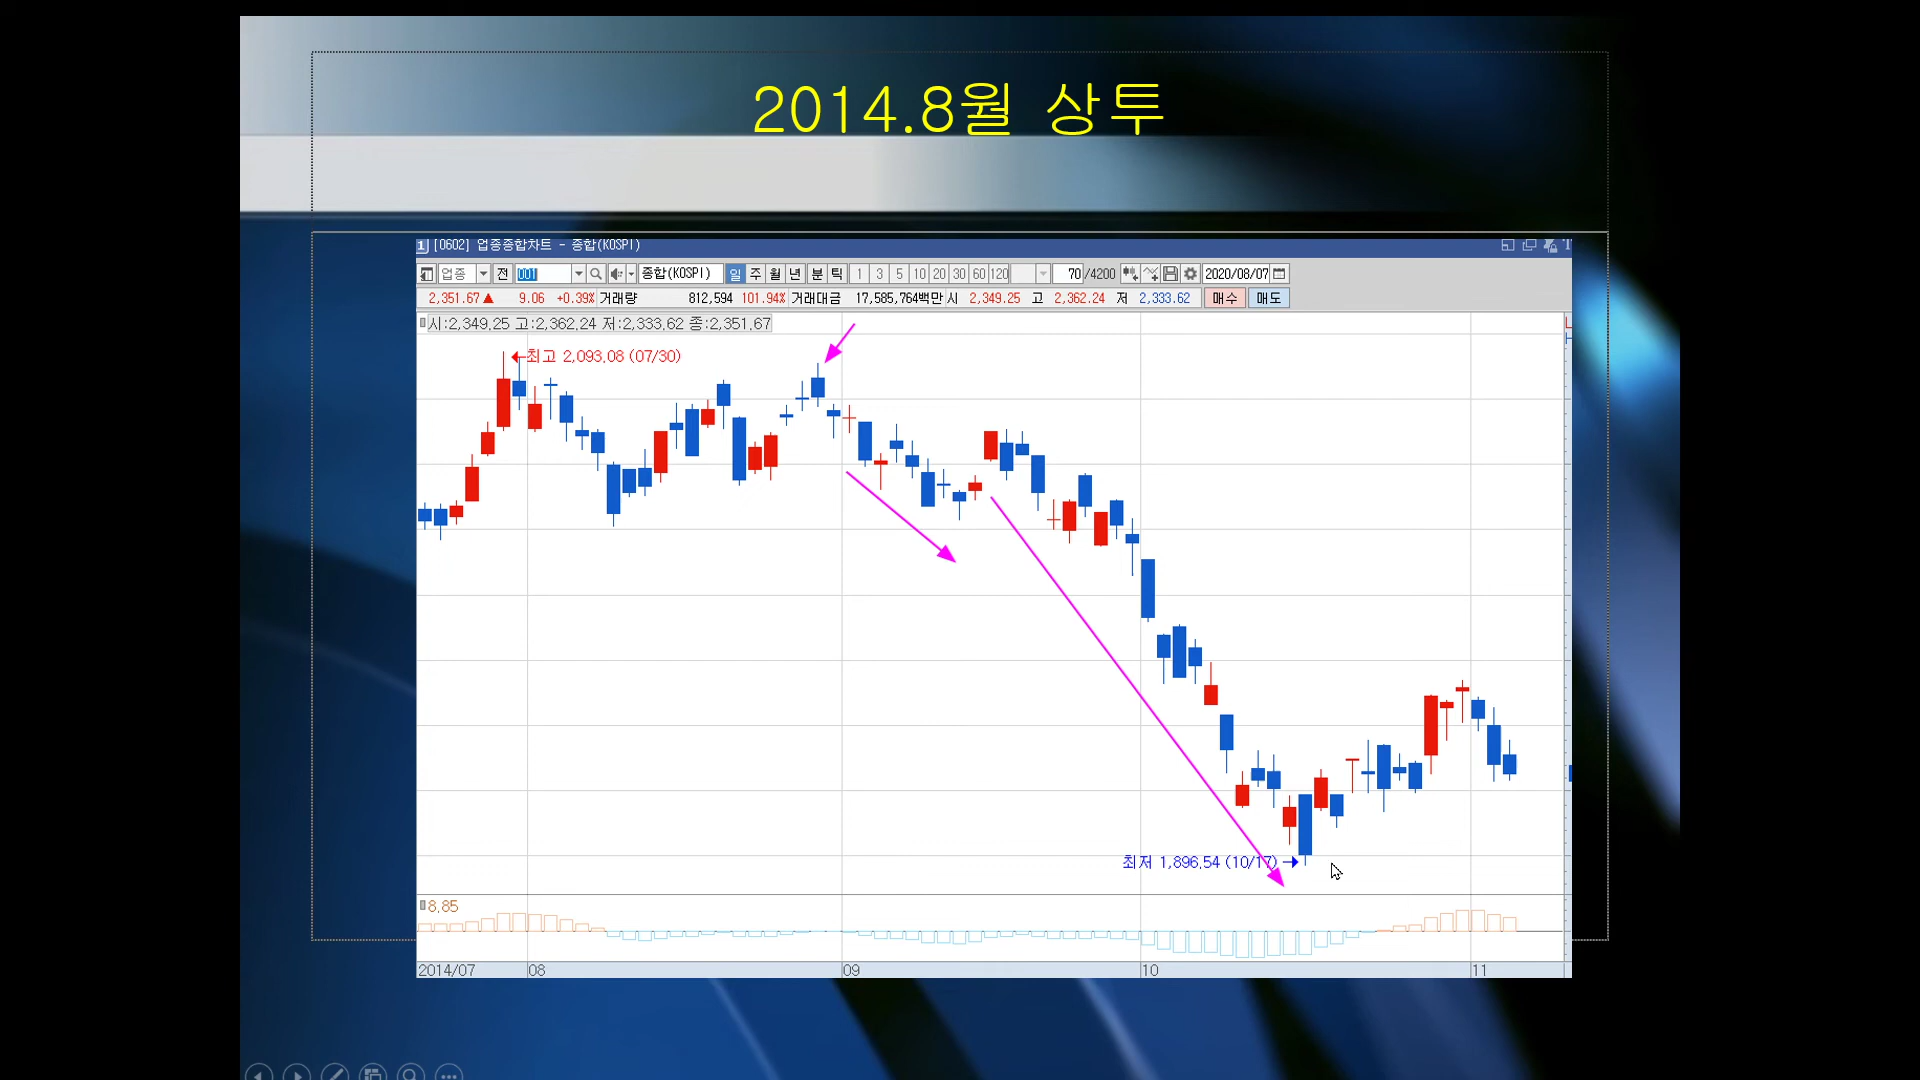 2014.8월 상투
1 [0602] 업종종합차트 - 종합(KOSPI)
업종 전 001 종합(KOSPI) 일 주 월 년 분 틱 1 3 5 10 20 30 60 120 70 /4200 2020/08/07
2,351.67 ▲ 9.06 +0.39% 거래량 812,594 101.94% 거래대금 17,585,764백만 시 2,349.25 고 2,362.24 저 2,333.62 매수 매도
시:2,349.25 고:2,362.24 저:2,333.62 종:2,351.67
←최고 2,093.08 (07/30)
최저 1,896.54 (10/17) →
8.85
2014/07 08 09 10 11